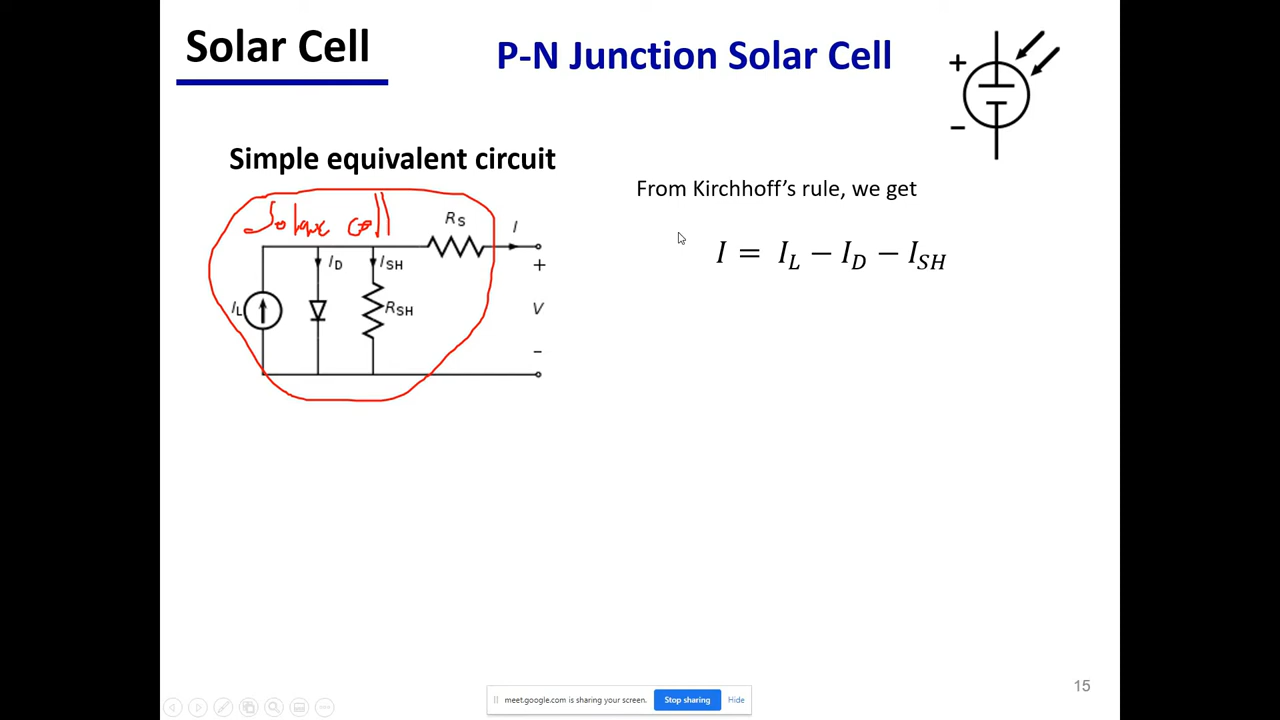 Solar Cell
P-N Junction Solar Cell
+
−
Simple equivalent circuit
From Kirchhoff's rule, we get
Solar cell
R_S
I
I = I_L − I_D − I_SH
I_D
I_SH
+
I_L
R_SH
V
−
15
meet.google.com is sharing your screen.
Stop sharing
Hide